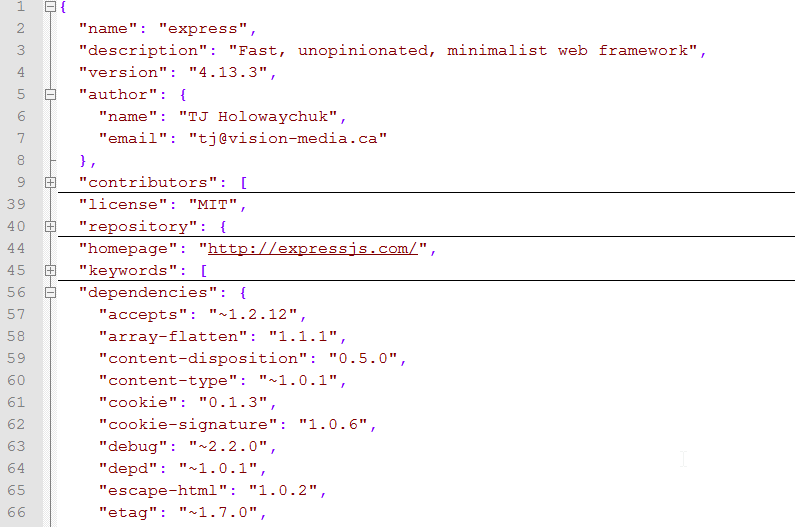 1 {
2 "name": "express",
3 "description": "Fast, unopinionated, minimalist web framework",
4 "version": "4.13.3",
5 "author": {
6 "name": "TJ Holowaychuk",
7 "email": "tj@vision-media.ca"
8 },
9 "contributors": [
39 "license": "MIT",
40 "repository": {
44 "homepage": "http://expressjs.com/",
45 "keywords": [
56 "dependencies": {
57 "accepts": "~1.2.12",
58 "array-flatten": "1.1.1",
59 "content-disposition": "0.5.0",
60 "content-type": "~1.0.1",
61 "cookie": "0.1.3",
62 "cookie-signature": "1.0.6",
63 "debug": "~2.2.0",
64 "depd": "~1.0.1",
65 "escape-html": "1.0.2",
66 "etag": "~1.7.0",